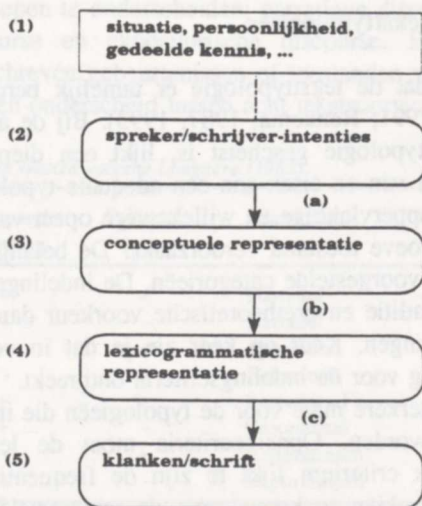 (1) situatie, persoonlijkheid,
gedeelde kennis, ...
(2) spreker/schrijver-intenties
(a)
(3) conceptuele representatie
(b)
(4) lexicogrammatische
representatie
(c)
(5) klanken/schrift